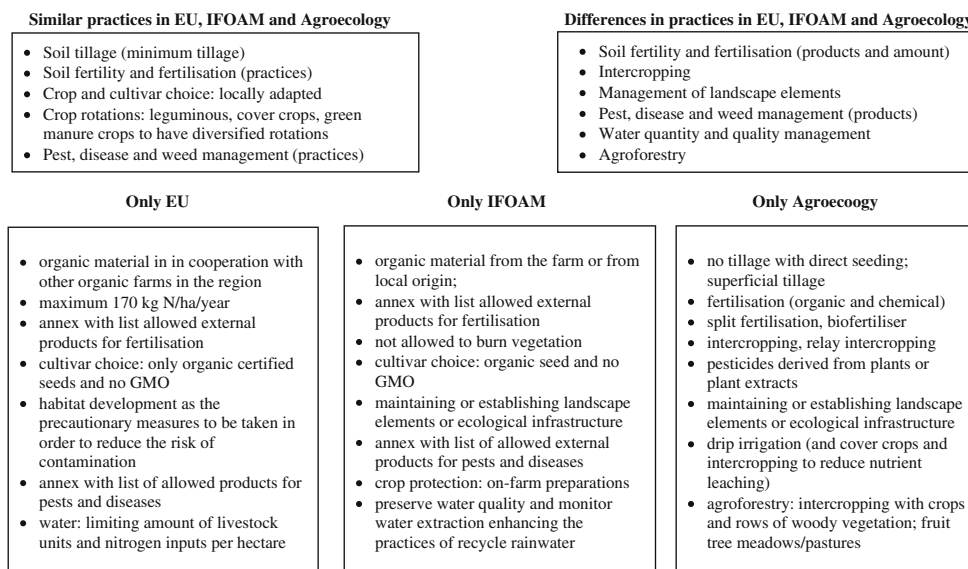 Similar practices in EU, IFOAM and Agroecology
• Soil tillage (minimum tillage)
• Soil fertility and fertilisation (practices)
• Crop and cultivar choice: locally adapted
• Crop rotations: leguminous, cover crops, green
manure crops to have diversified rotations
• Pest, disease and weed management (practices)
Differences in practices in EU, IFOAM and Agroecology
• Soil fertility and fertilisation (products and amount)
• Intercropping
• Management of landscape elements
• Pest, disease and weed management (products)
• Water quantity and quality management
• Agroforestry
Only EU
• organic material in in cooperation with
other organic farms in the region
• maximum 170 kg N/ha/year
• annex with list allowed external
products for fertilisation
• cultivar choice: only organic certified
seeds and no GMO
• habitat development as the
precautionary measures to be taken in
order to reduce the risk of
contamination
• annex with list of allowed products for
pests and diseases
• water: limiting amount of livestock
units and nitrogen inputs per hectare
Only IFOAM
• organic material from the farm or from
local origin;
• annex with list allowed external
products for fertilisation
• not allowed to burn vegetation
• cultivar choice: organic seed and no
GMO
• maintaining or establishing landscape
elements or ecological infrastructure
• annex with list of allowed external
products for pests and diseases
• crop protection: on-farm preparations
• preserve water quality and monitor
water extraction enhancing the
practices of recycle rainwater
Only Agroecoogy
• no tillage with direct seeding;
superficial tillage
• fertilisation (organic and chemical)
• split fertilisation, biofertiliser
• intercropping, relay intercropping
• pesticides derived from plants or
plant extracts
• maintaining or establishing landscape
elements or ecological infrastructure
• drip irrigation (and cover crops and
intercropping to reduce nutrient
leaching)
• agroforestry: intercropping with crops
and rows of woody vegetation; fruit
tree meadows/pastures